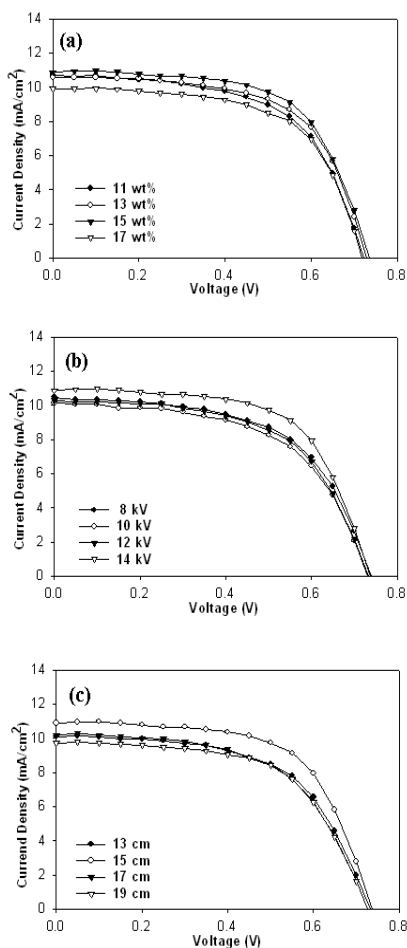 (a)
Current Density (mA/cm2)
14
12
10
8
6
4
2
0
11 wt%
13 wt%
15 wt%
17 wt%
0.0 0.2 0.4 0.6 0.8
Voltage (V)
(b)
Current Density (mA/cm2)
14
12
10
8
6
4
2
0
8 kV
10 kV
12 kV
14 kV
0.0 0.2 0.4 0.6 0.8
Voltage (V)
(c)
Currend Density (mA/cm2)
14
12
10
8
6
4
2
0
13 cm
15 cm
17 cm
19 cm
0.0 0.2 0.4 0.6 0.8
Voltage (V)